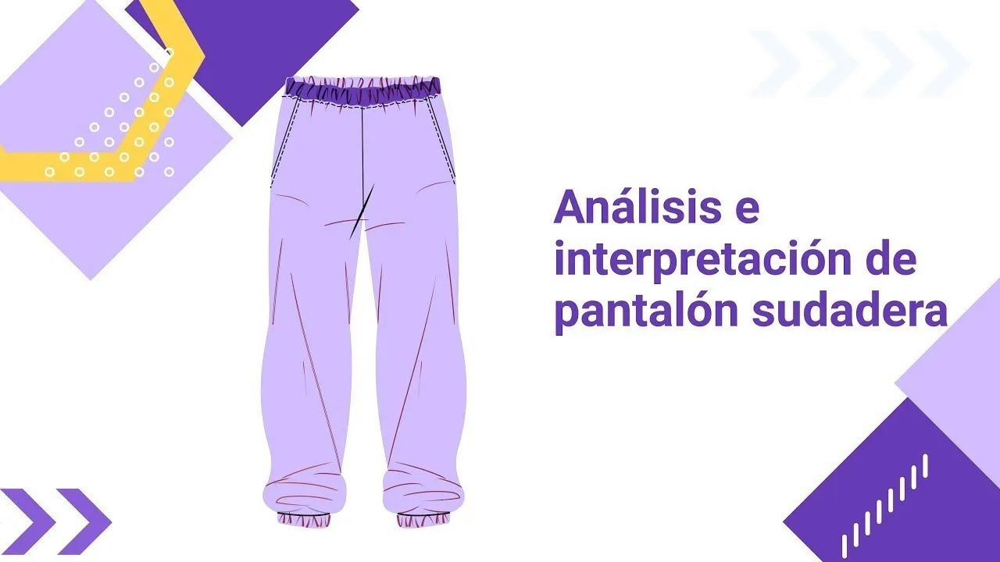 Análisis e
interpretación de
pantalón sudadera